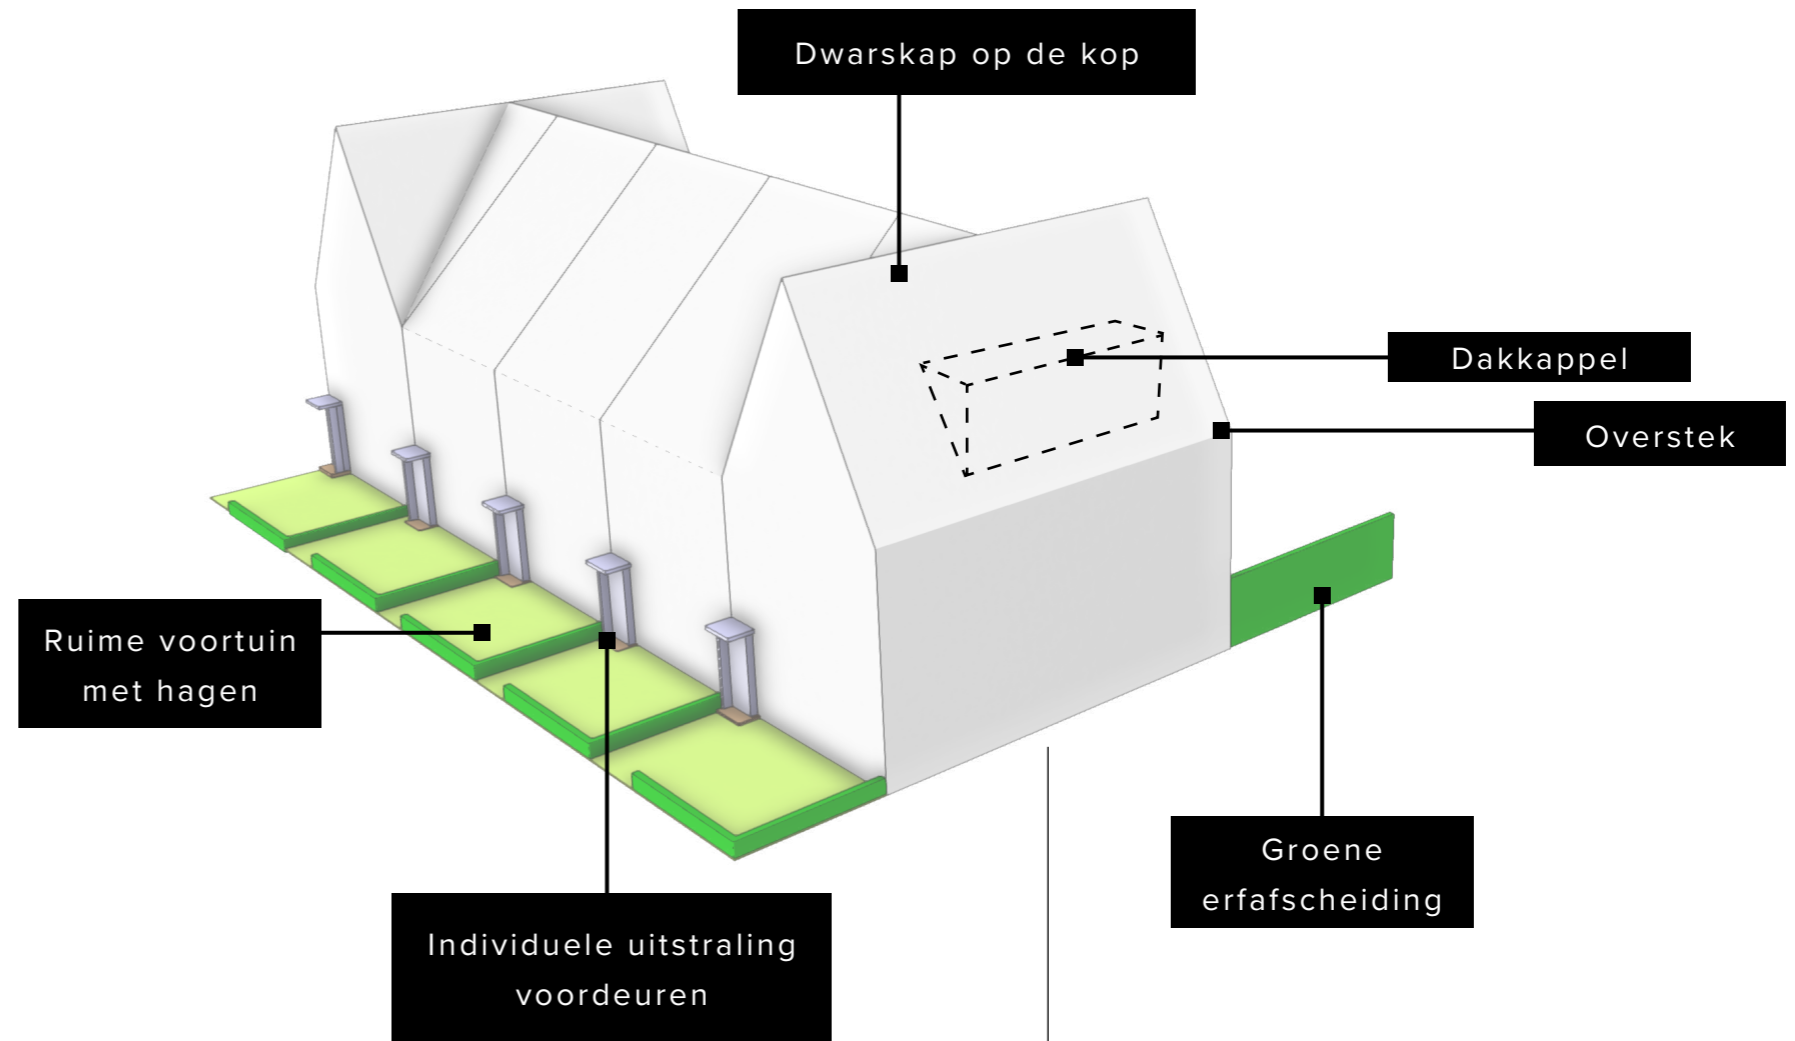 Dwarskap op de kop
Dakkappel
Overstek
Ruime voortuin
met hagen
Groene
erfafscheiding
Individuele uitstraling
voordeuren